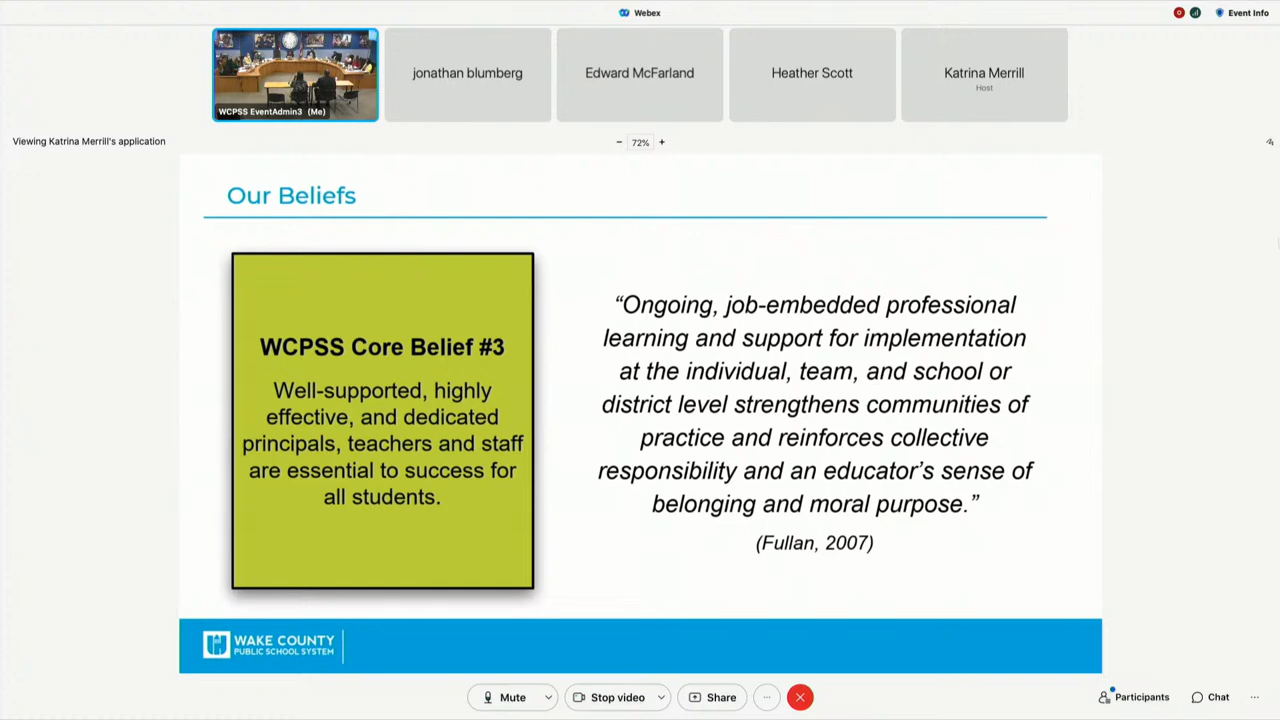 Webex
Event Info
WCPSS EventAdmin3 (Me)
jonathan blumberg
Edward McFarland
Heather Scott
Katrina Merrill
Host
Viewing Katrina Merrill's application
− 72% +
Our Beliefs
WCPSS Core Belief #3
Well-supported, highly
effective, and dedicated
principals, teachers and staff
are essential to success for
all students.
“Ongoing, job-embedded professional
learning and support for implementation
at the individual, team, and school or
district level strengthens communities of
practice and reinforces collective
responsibility and an educator’s sense of
belonging and moral purpose.”
(Fullan, 2007)
WAKE COUNTY
PUBLIC SCHOOL SYSTEM
Mute
Stop video
Share
Participants
Chat